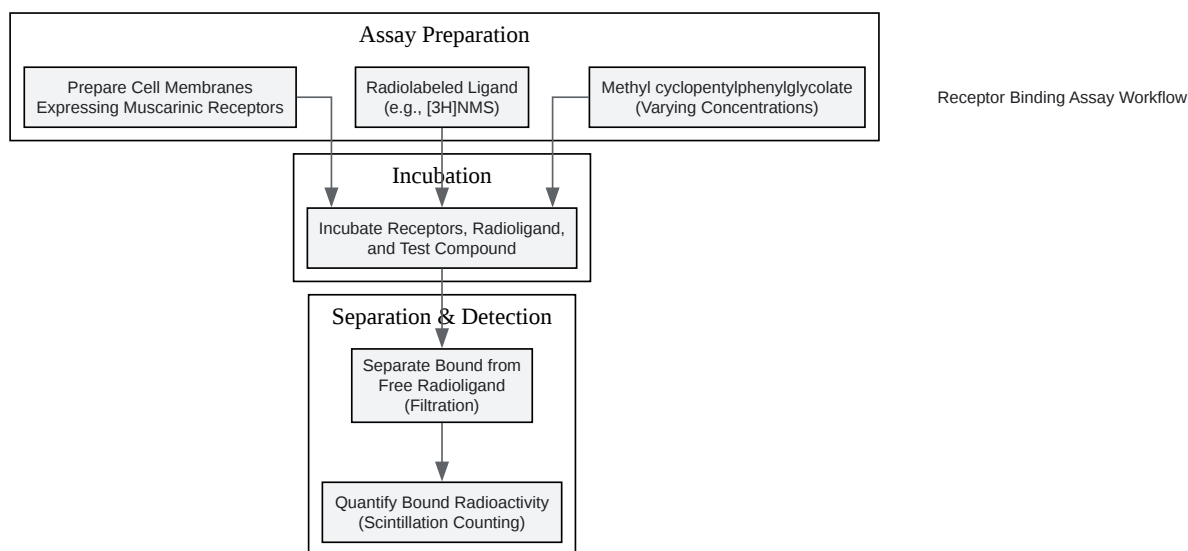 Assay Preparation
Prepare Cell Membranes
Expressing Muscarinic Receptors
Radiolabeled Ligand
(e.g., [3H]NMS)
Methyl cyclopentylphenylglycolate
(Varying Concentrations)
Receptor Binding Assay Workflow
Incubation
Incubate Receptors, Radioligand,
and Test Compound
Separation & Detection
Separate Bound from
Free Radioligand
(Filtration)
Quantify Bound Radioactivity
(Scintillation Counting)